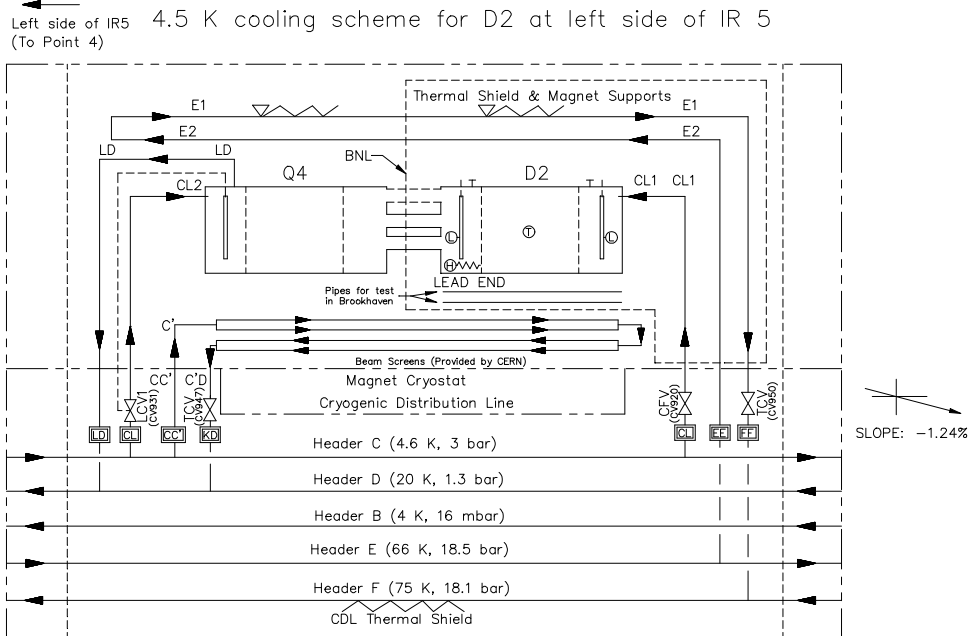 4.5 K cooling scheme for D2 at left side of IR 5
Left side of IR5
(To Point 4)
Thermal Shield & Magnet Supports
E1
E1
E2
E2
LD
LD
BNL
Q4
D2
CL2
CL1
CL1
T
T
L
T
L
H
LEAD END
Pipes for test
in Brookhaven
C'
Beam Screens (Provided by CERN)
CC'
C'D
Magnet Cryostat
Cryogenic Distribution Line
CV1
(CV931)
TCV
(CV947)
CFV
(CV920)
TCV
(CV950)
LD
CL
CC'
KD
CL
EE
FF
SLOPE: -1.24%
Header C (4.6 K, 3 bar)
Header D (20 K, 1.3 bar)
Header B (4 K, 16 mbar)
Header E (66 K, 18.5 bar)
Header F (75 K, 18.1 bar)
CDL Thermal Shield